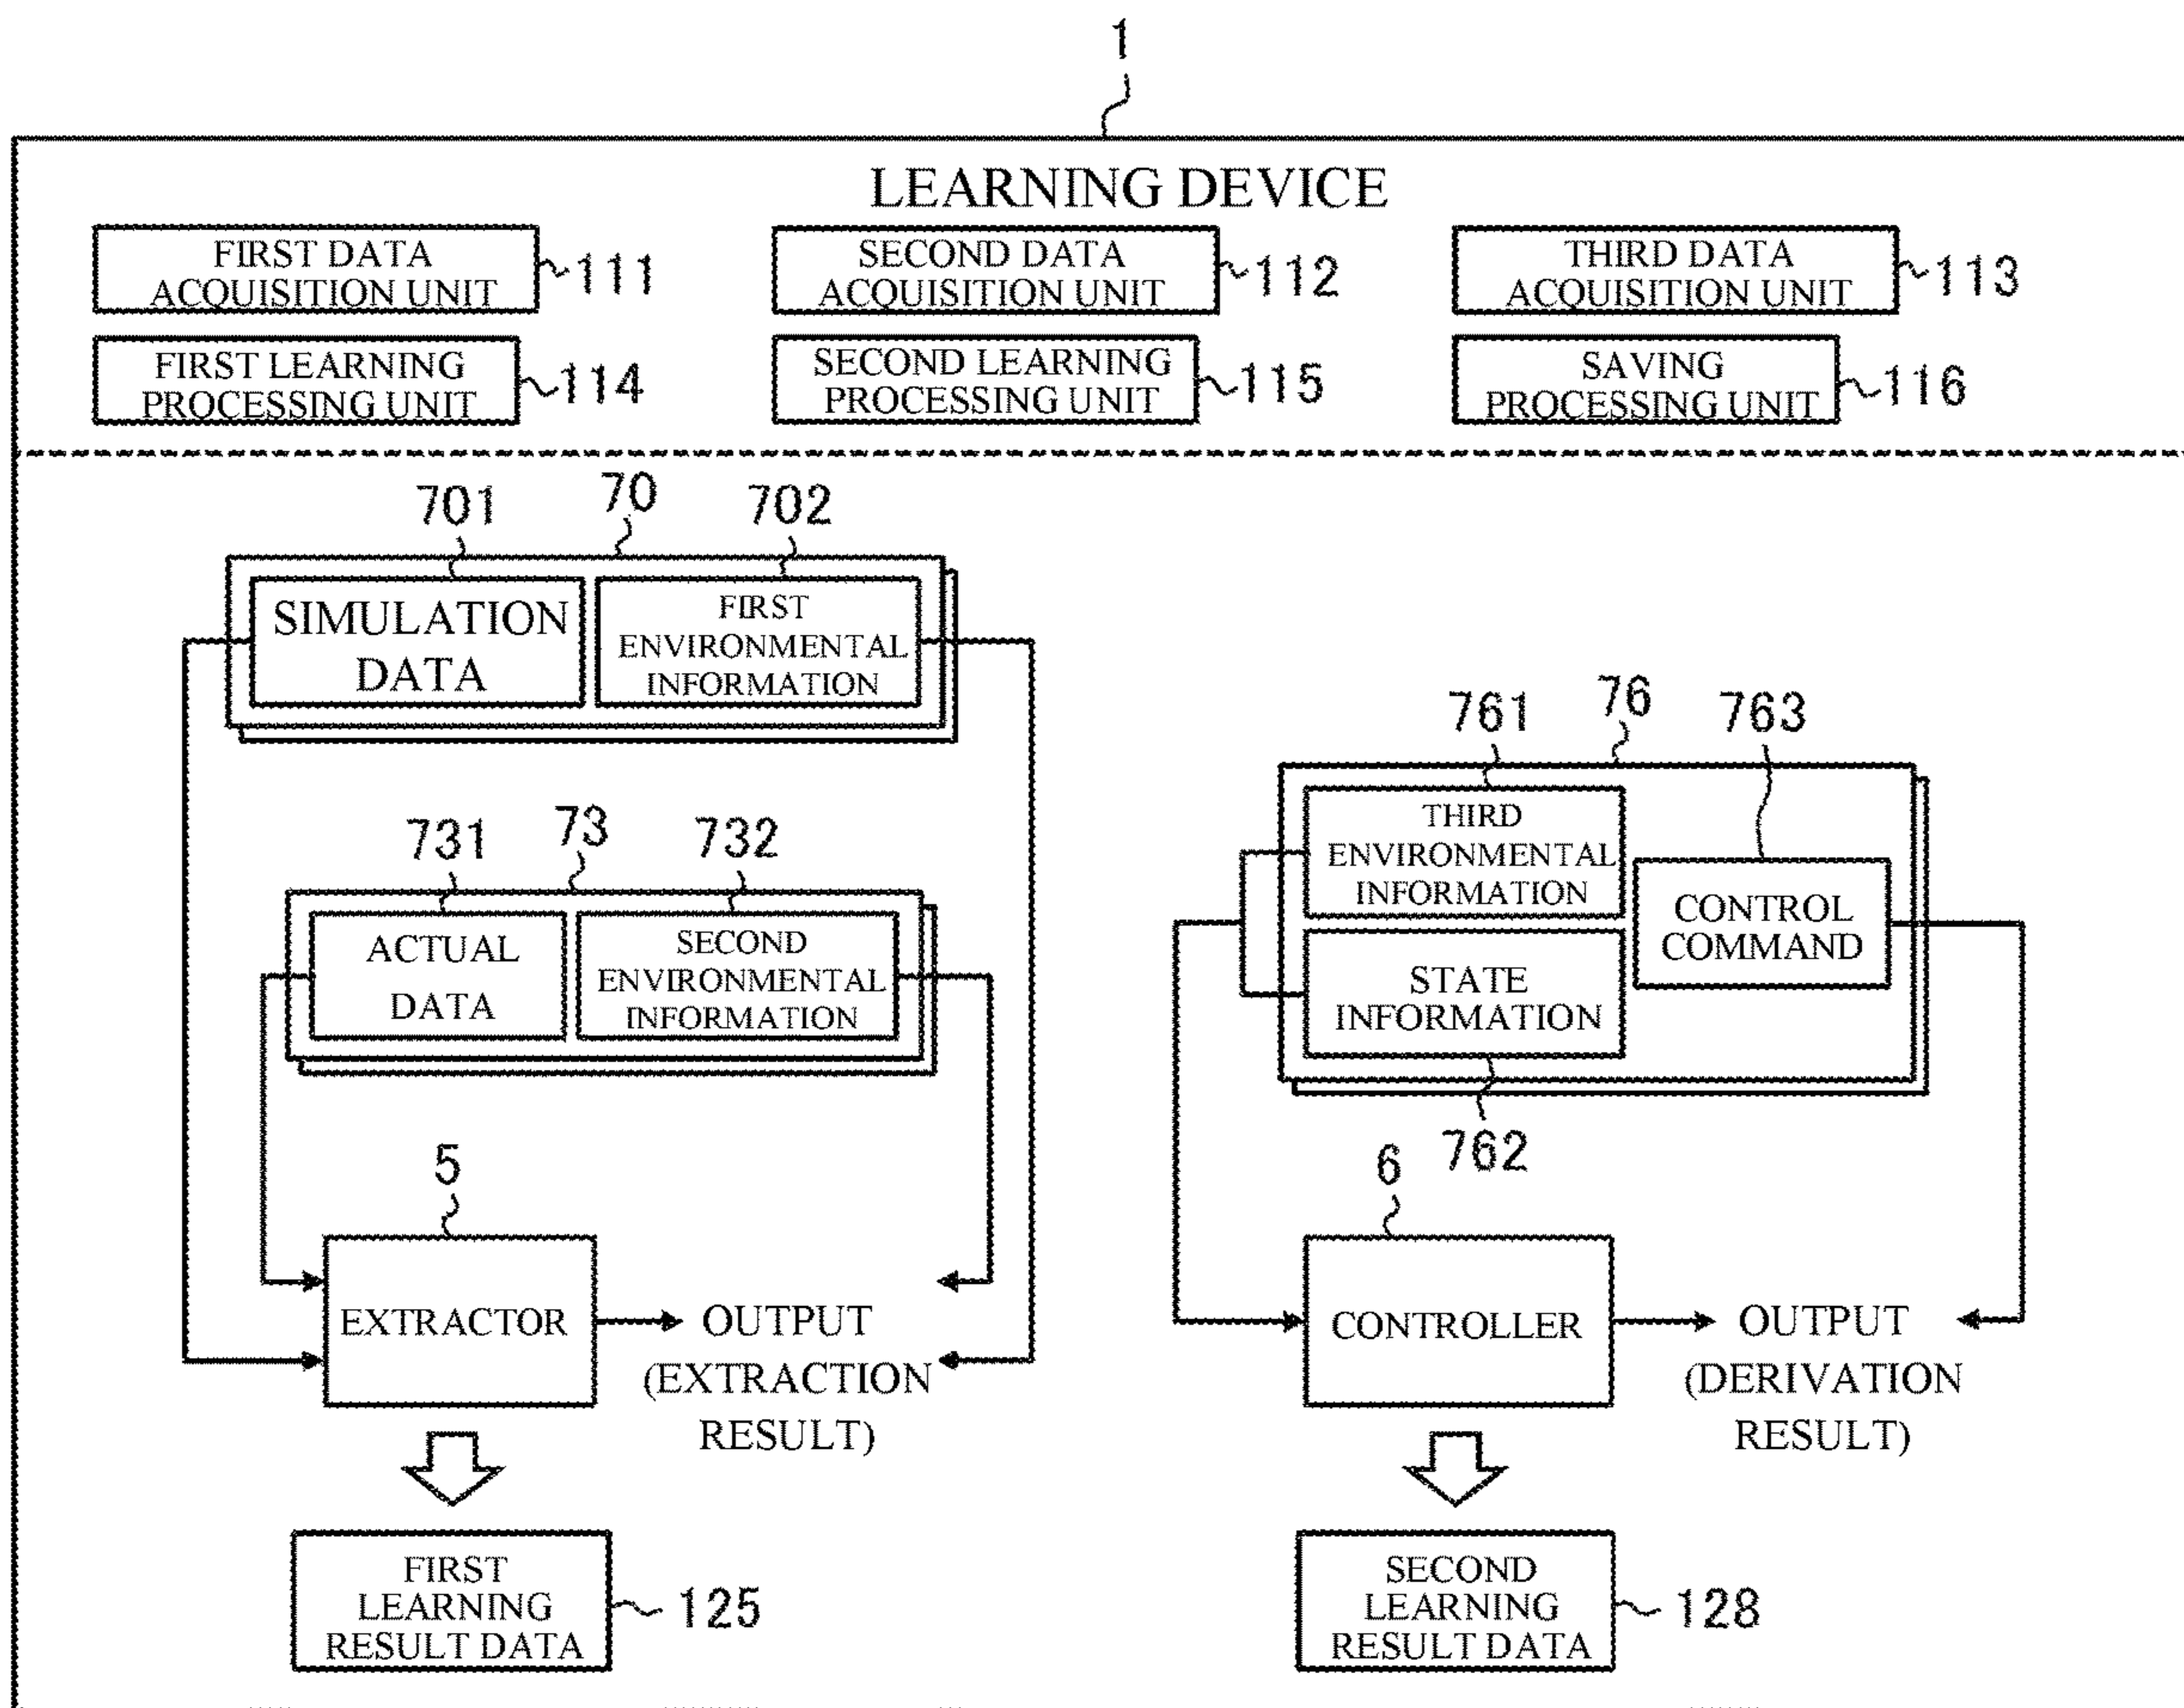 1
LEARNING DEVICE
FIRST DATA
ACQUISITION UNIT
111
SECOND DATA
ACQUISITION UNIT
112
THIRD DATA
ACQUISITION UNIT
113
FIRST LEARNING
PROCESSING UNIT
114
SECOND LEARNING
PROCESSING UNIT
115
SAVING
PROCESSING UNIT
116
701
70
702
SIMULATION
DATA
FIRST
ENVIRONMENTAL
INFORMATION
731
73
732
ACTUAL
DATA
SECOND
ENVIRONMENTAL
INFORMATION
5
EXTRACTOR
OUTPUT
(EXTRACTION
RESULT)
FIRST
LEARNING
RESULT DATA
125
761
76
763
THIRD
ENVIRONMENTAL
INFORMATION
CONTROL
COMMAND
STATE
INFORMATION
762
6
CONTROLLER
OUTPUT
(DERIVATION
RESULT)
SECOND
LEARNING
RESULT DATA
128